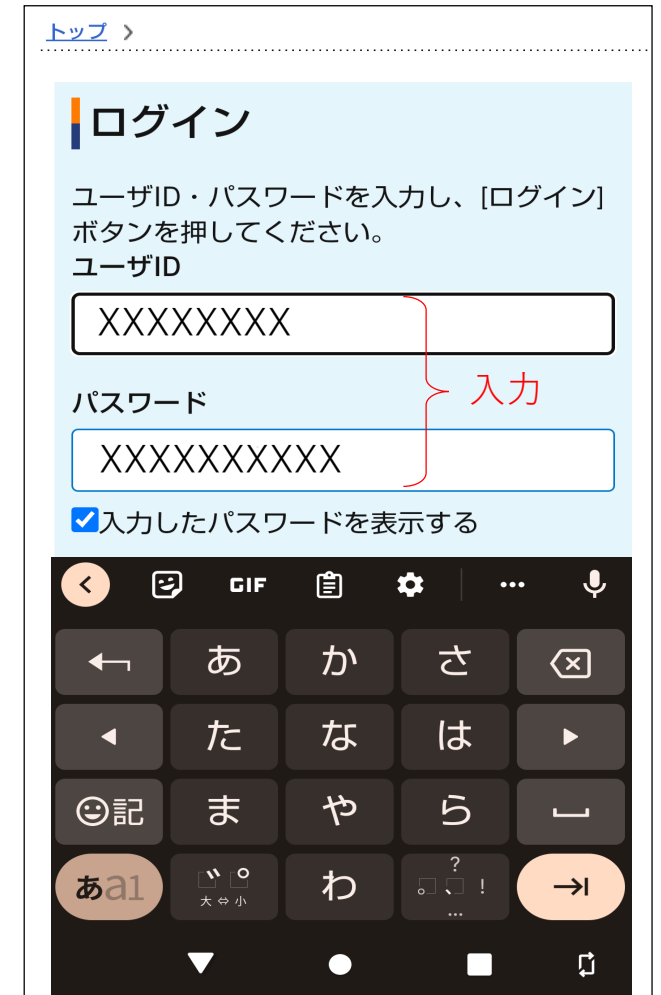 トップ >
ログイン
ユーザID・パスワードを入力し、[ログイン]
ボタンを押してください。
ユーザID
XXXXXXXX
入力
パスワード
XXXXXXXXXX
入力したパスワードを表示する
GIF
あ か さ
た な は
記 ま や ら
あa1 ゛゜ 大⇔小 わ 。、?!…